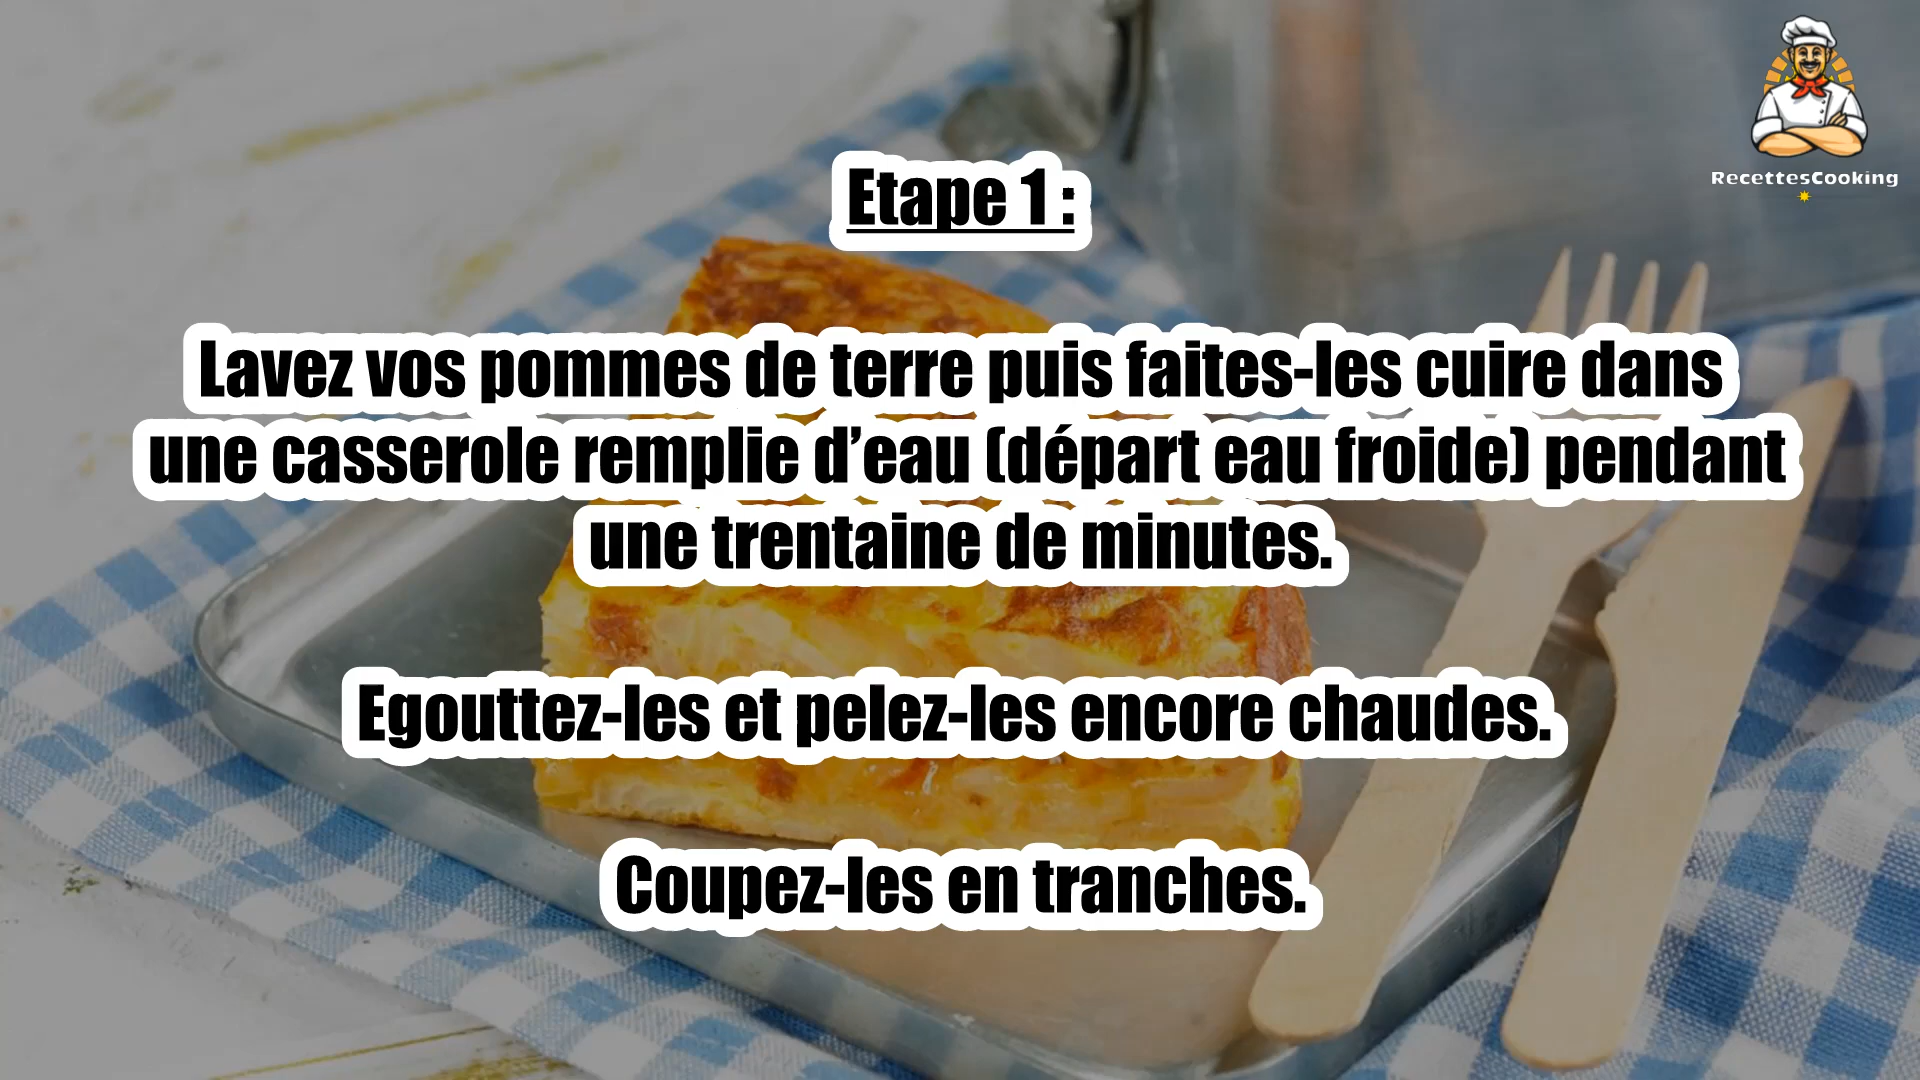 RecettesCooking
Etape 1 :
Lavez vos pommes de terre puis faites-les cuire dans
une casserole remplie d’eau (départ eau froide) pendant
une trentaine de minutes.
Egouttez-les et pelez-les encore chaudes.
Coupez-les en tranches.